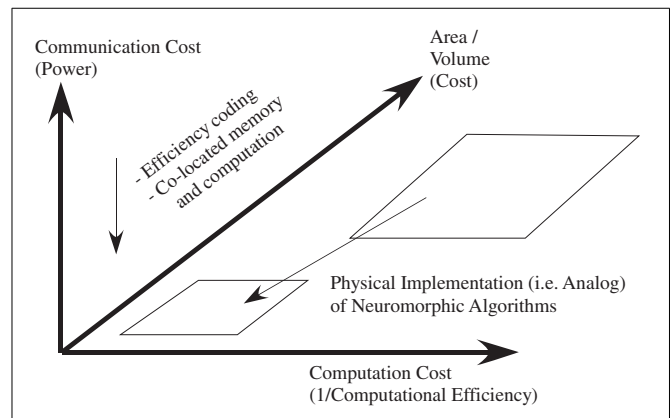 Communication Cost
(Power)
Area /
Volume
(Cost)
- Efficiency coding
- Co-located memory
and computation
Physical Implementation (i.e. Analog)
of Neuromorphic Algorithms
Computation Cost
(1/Computational Efficiency)